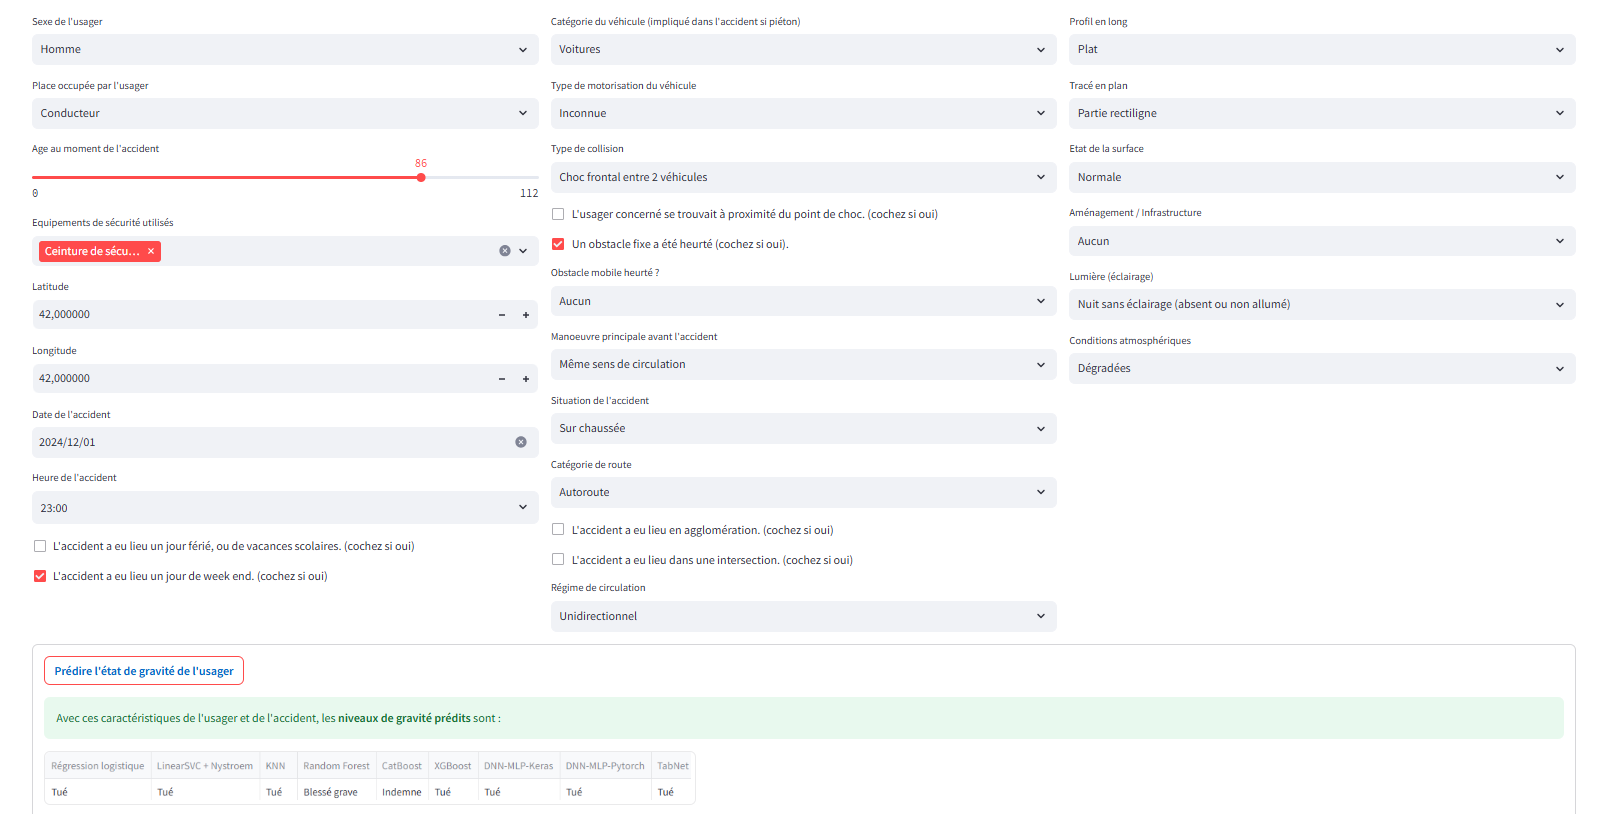 Sexe de l'usager
Homme
Place occupée par l'usager
Conducteur
Age au moment de l'accident
86
0 112
Equipements de sécurité utilisés
Ceinture de sécu... ×
Latitude
42,000000
Longitude
42,000000
Date de l'accident
2024/12/01
Heure de l'accident
23:00
L'accident a eu lieu un jour férié, ou de vacances scolaires. (cochez si oui)
L'accident a eu lieu un jour de week end. (cochez si oui)
Catégorie du véhicule (impliqué dans l'accident si piéton)
Voitures
Type de motorisation du véhicule
Inconnue
Type de collision
Choc frontal entre 2 véhicules
L'usager concerné se trouvait à proximité du point de choc. (cochez si oui)
Un obstacle fixe a été heurté (cochez si oui).
Obstacle mobile heurté ?
Aucun
Manoeuvre principale avant l'accident
Même sens de circulation
Situation de l'accident
Sur chaussée
Catégorie de route
Autoroute
L'accident a eu lieu en agglomération. (cochez si oui)
L'accident a eu lieu dans une intersection. (cochez si oui)
Régime de circulation
Unidirectionnel
Profil en long
Plat
Tracé en plan
Partie rectiligne
Etat de la surface
Normale
Aménagement / Infrastructure
Aucun
Lumière (éclairage)
Nuit sans éclairage (absent ou non allumé)
Conditions atmosphériques
Dégradées
Prédire l'état de gravité de l'usager
Avec ces caractéristiques de l'usager et de l'accident, les niveaux de gravité prédits sont :
Régression logistique LinearSVC + Nystroem KNN Random Forest CatBoost XGBoost DNN-MLP-Keras DNN-MLP-Pytorch TabNet
Tué Tué Tué Blessé grave Indemne Tué Tué Tué Tué